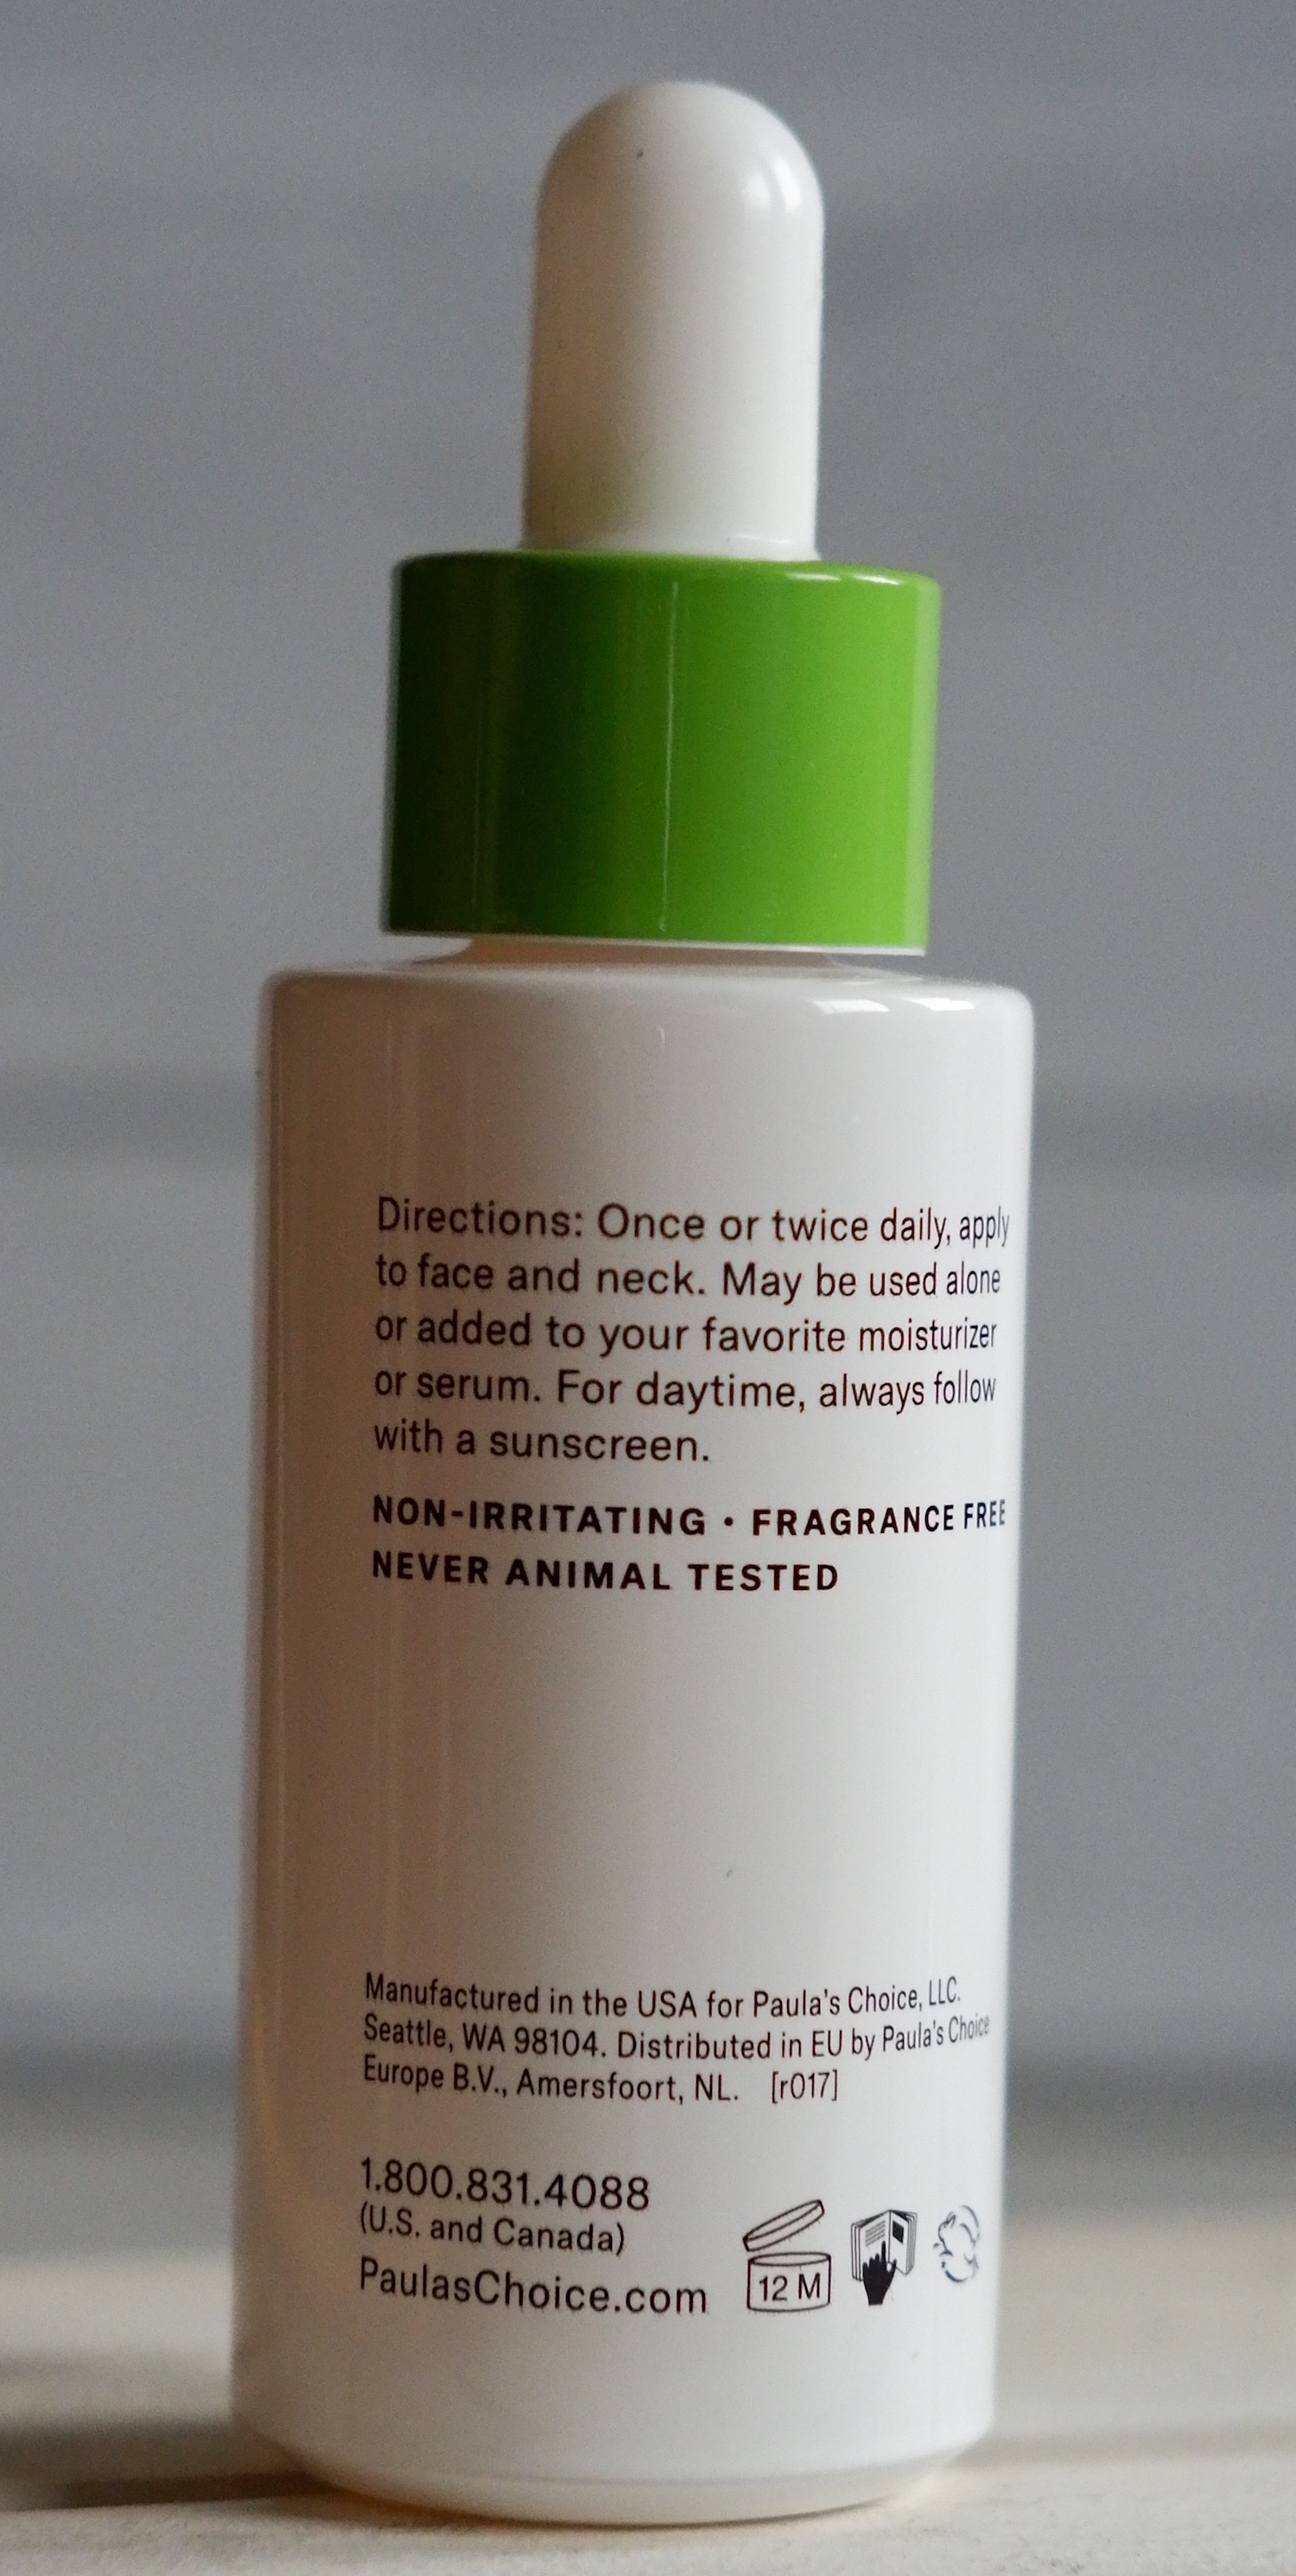 Directions: Once or twice daily, apply
to face and neck. May be used alone
or added to your favorite moisturizer
or serum. For daytime, always follow
with a sunscreen.
NON-IRRITATING • FRAGRANCE FREE
NEVER ANIMAL TESTED
Manufactured in the USA for Paula's Choice, LLC.
Seattle, WA 98104. Distributed in EU by Paula's Choice
Europe B.V., Amersfoort, NL. [r017]
1.800.831.4088
(U.S. and Canada)
PaulasChoice.com
12 M